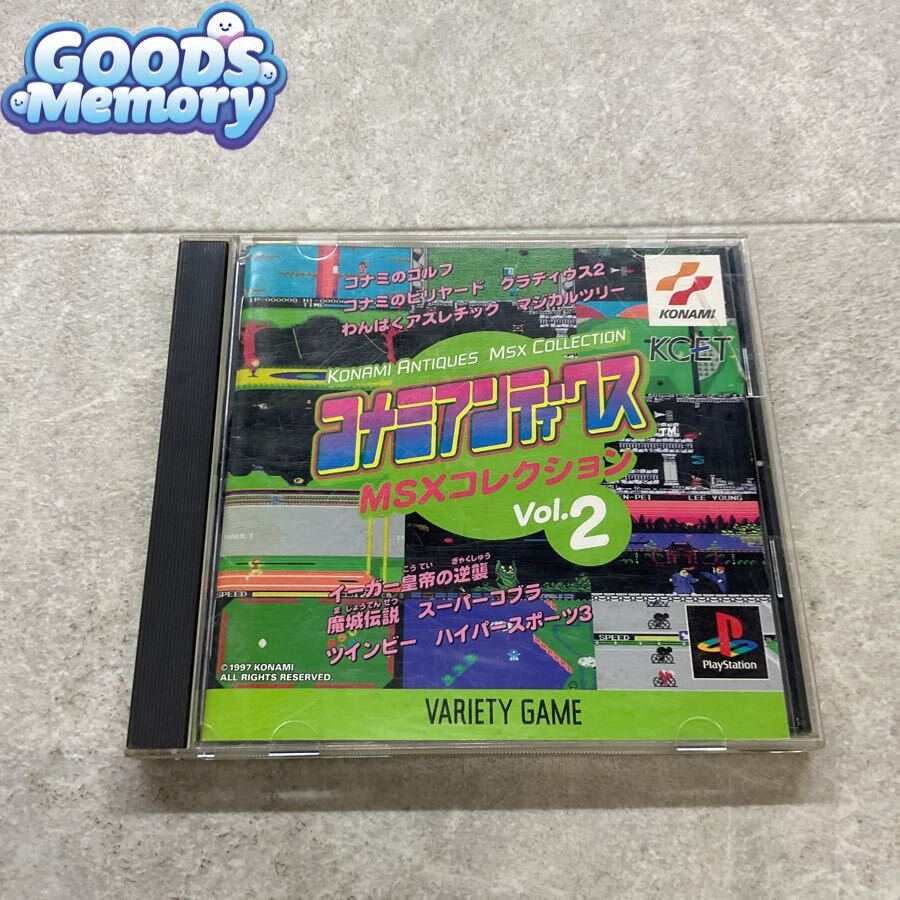 GOODS
Memory
コナミのゴルフ
コナミのビリヤード グラディウス2
わんぱくアスレチック マジカルツリー
KONAMI
KCET
KONAMI ANTIQUES MSX COLLECTION
コナミアンティークス
MSXコレクション
Vol.2
N-PEI LEE YOUNG
こうてい ぎゃくしゅう
イーガー皇帝の逆襲
ましょうでんせつ
魔城伝説 スーパーコブラ
ツインビー ハイパースポーツ3
SPEED
SPEED
©1997 KONAMI
ALL RIGHTS RESERVED.
PlayStation
VARIETY GAME